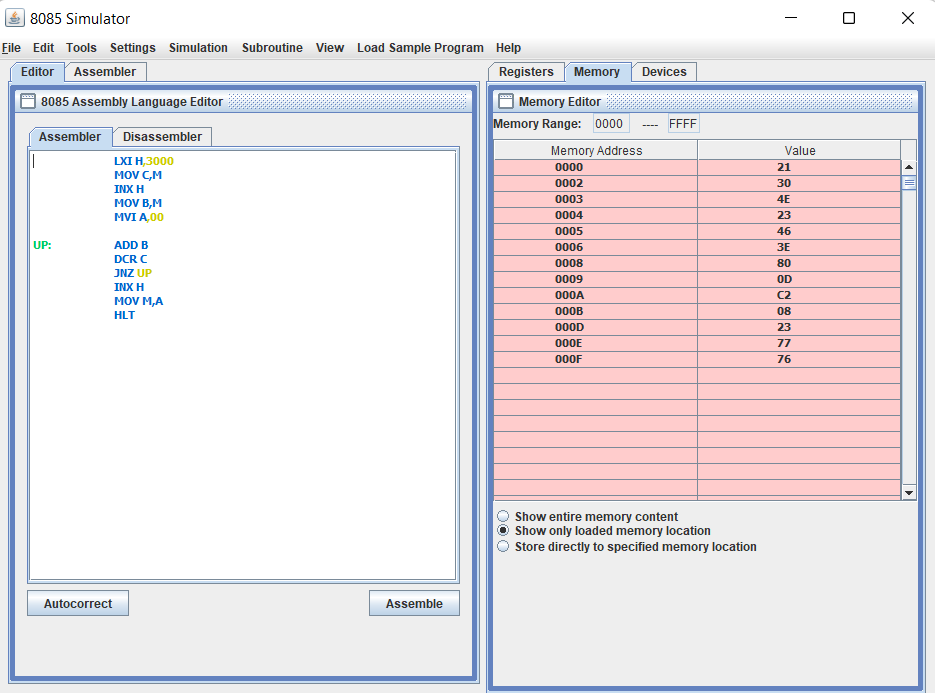 8085 Simulator
File Edit Tools Settings Simulation Subroutine View Load Sample Program Help
Editor Assembler
8085 Assembly Language Editor
Assembler Disassembler
LXI H,3000
MOV C,M
INX H
MOV B,M
MVI A,00
UP: ADD B
DCR C
JNZ UP
INX H
MOV M,A
HLT
Autocorrect Assemble
Registers Memory Devices
Memory Editor
Memory Range: 0000 ---- FFFF
Memory Address Value
0000 21
0002 30
0003 4E
0004 23
0005 46
0006 3E
0008 80
0009 0D
000A C2
000B 08
000D 23
000E 77
000F 76
Show entire memory content
Show only loaded memory location
Store directly to specified memory location